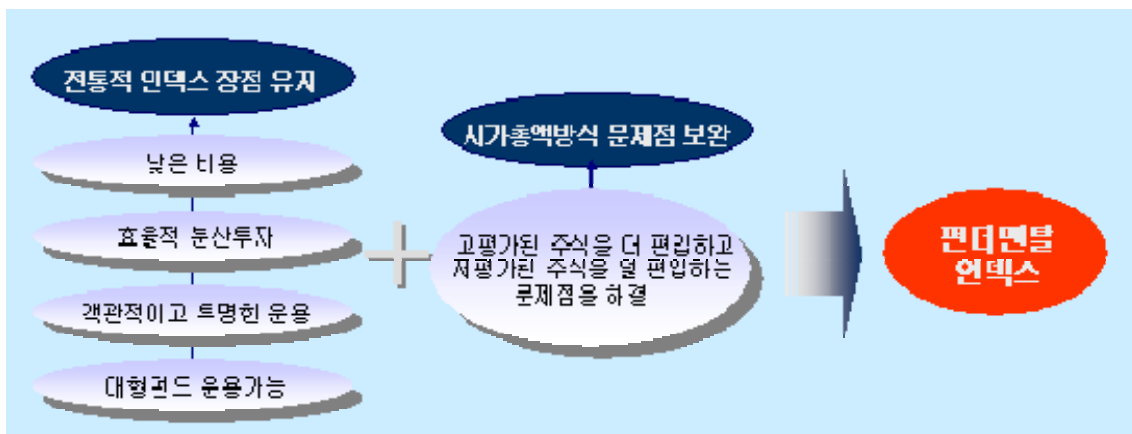 전통적 인덱스 장점 유지
낮은 비용
효율적 분산투자
객관적이고 투명한 운용
대형펀드 운용가능
시가총액방식 문제점 보완
고평가된 주식을 더 편입하고
저평가된 주식을 덜 편입하는
문제점을 해결
펀더멘탈
인덱스